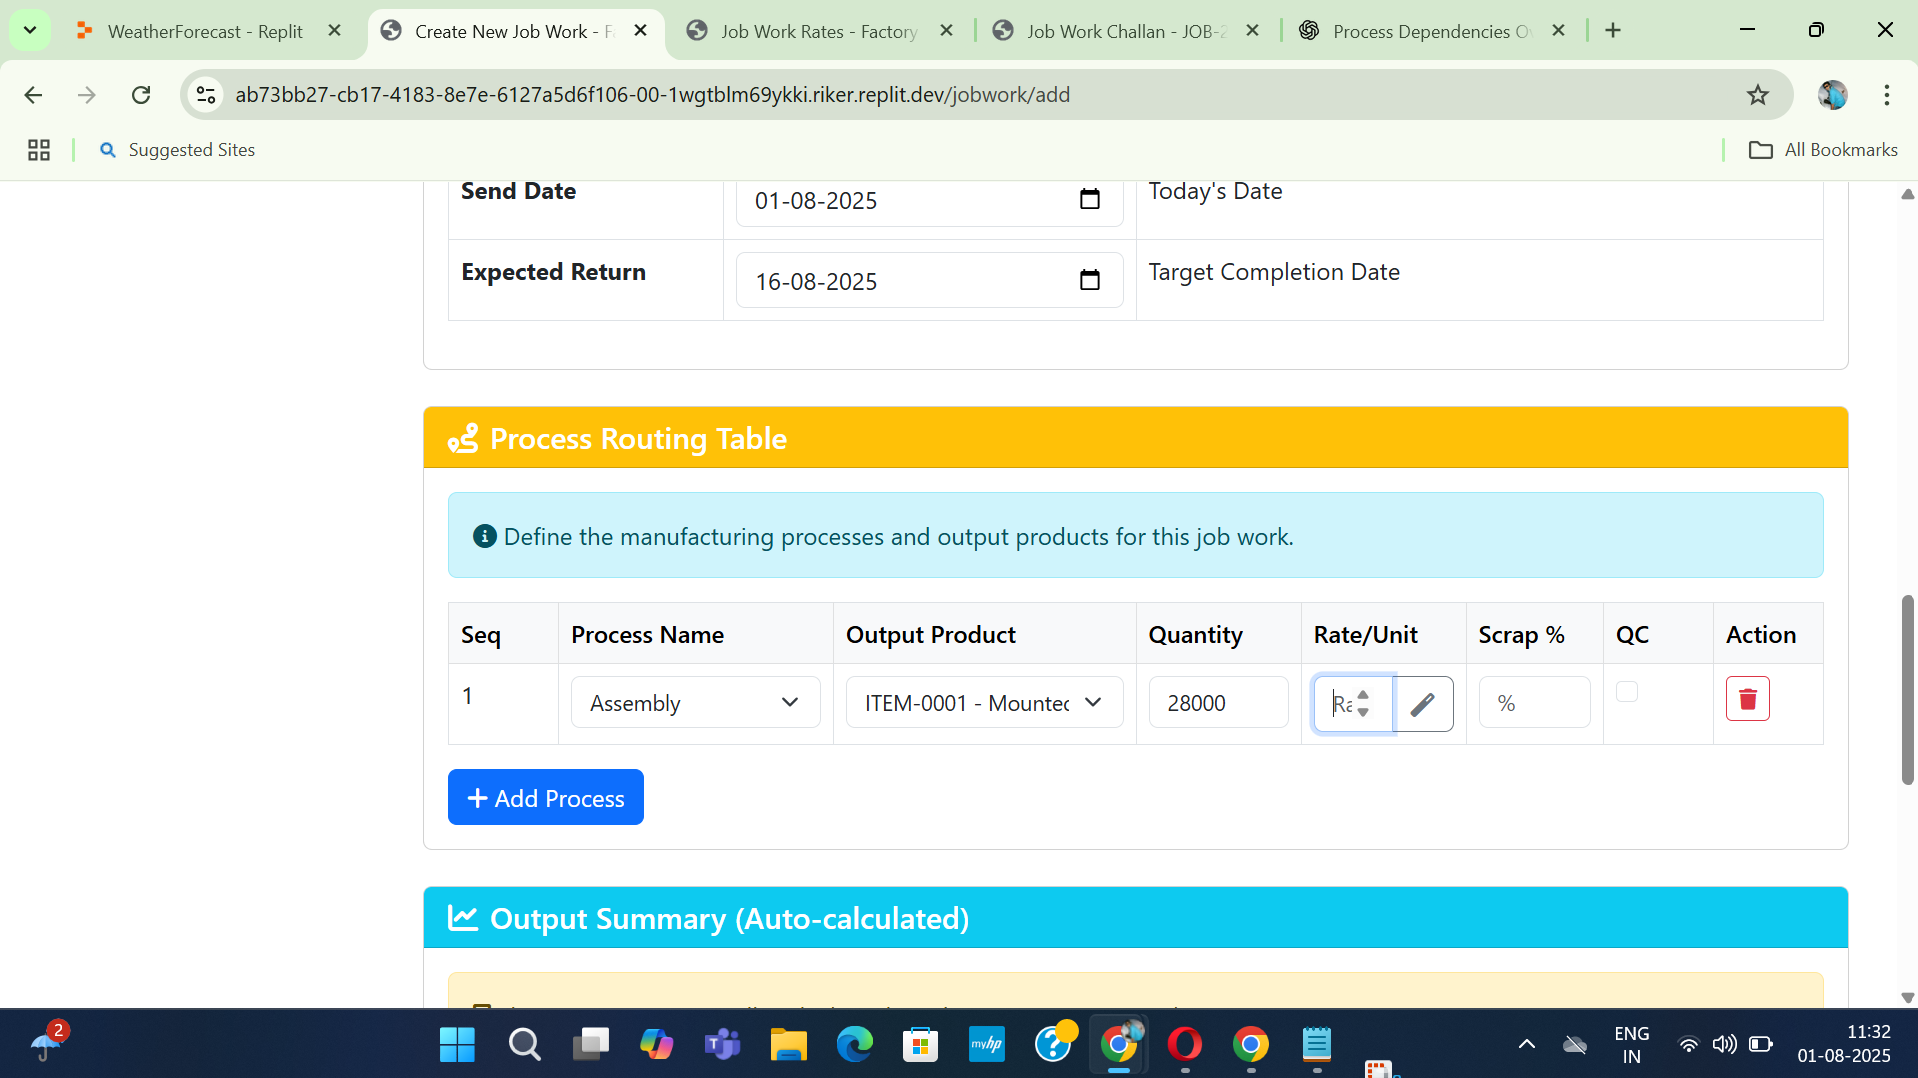 WeatherForecast - Replit
Create New Job Work - F
Job Work Rates - Factory
Job Work Challan - JOB-2
Process Dependencies O
ab73bb27-cb17-4183-8e7e-6127a5d6f106-00-1wgtblm69ykki.riker.replit.dev/jobwork/add
Suggested Sites
All Bookmarks
Send Date
01-08-2025
Today's Date
Expected Return
16-08-2025
Target Completion Date
Process Routing Table
Define the manufacturing processes and output products for this job work.
Seq
Process Name
Output Product
Quantity
Rate/Unit
Scrap %
QC
Action
1
Assembly
ITEM-0001 - Mounted
28000
Ra
%
+ Add Process
Output Summary (Auto-calculated)
2
myhp
ENG
IN
11:32
01-08-2025